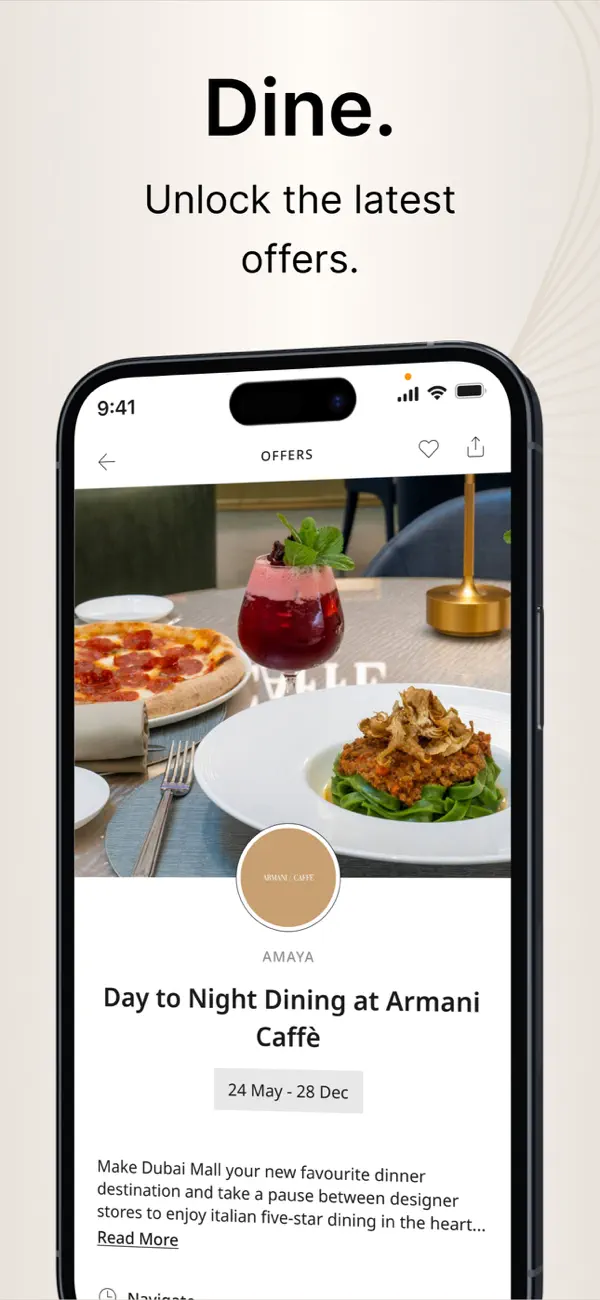 Dine.
Unlock the latest
offers.
9:41
OFFERS
CAFFE
ARMANI / CAFFÈ
AMAYA
Day to Night Dining at Armani
Caffè
24 May - 28 Dec
Make Dubai Mall your new favourite dinner
destination and take a pause between designer
stores to enjoy italian five-star dining in the heart...
Read More
Navigate